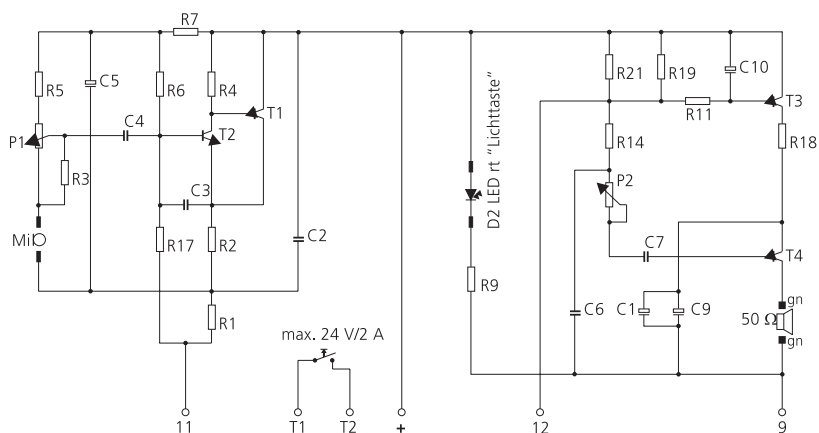 R7
R5
C5
R6
R4
T1
R21
R19
C10
T3
P1
C4
T2
R11
R14
R18
R3
C3
D2 LED rt "Lichttaste"
P2
Mi
R17
R2
C2
C7
T4
R9
C6
C1
C9
50 Ω
gn
gn
R1
max. 24 V/2 A
11
T1
T2
+
12
9